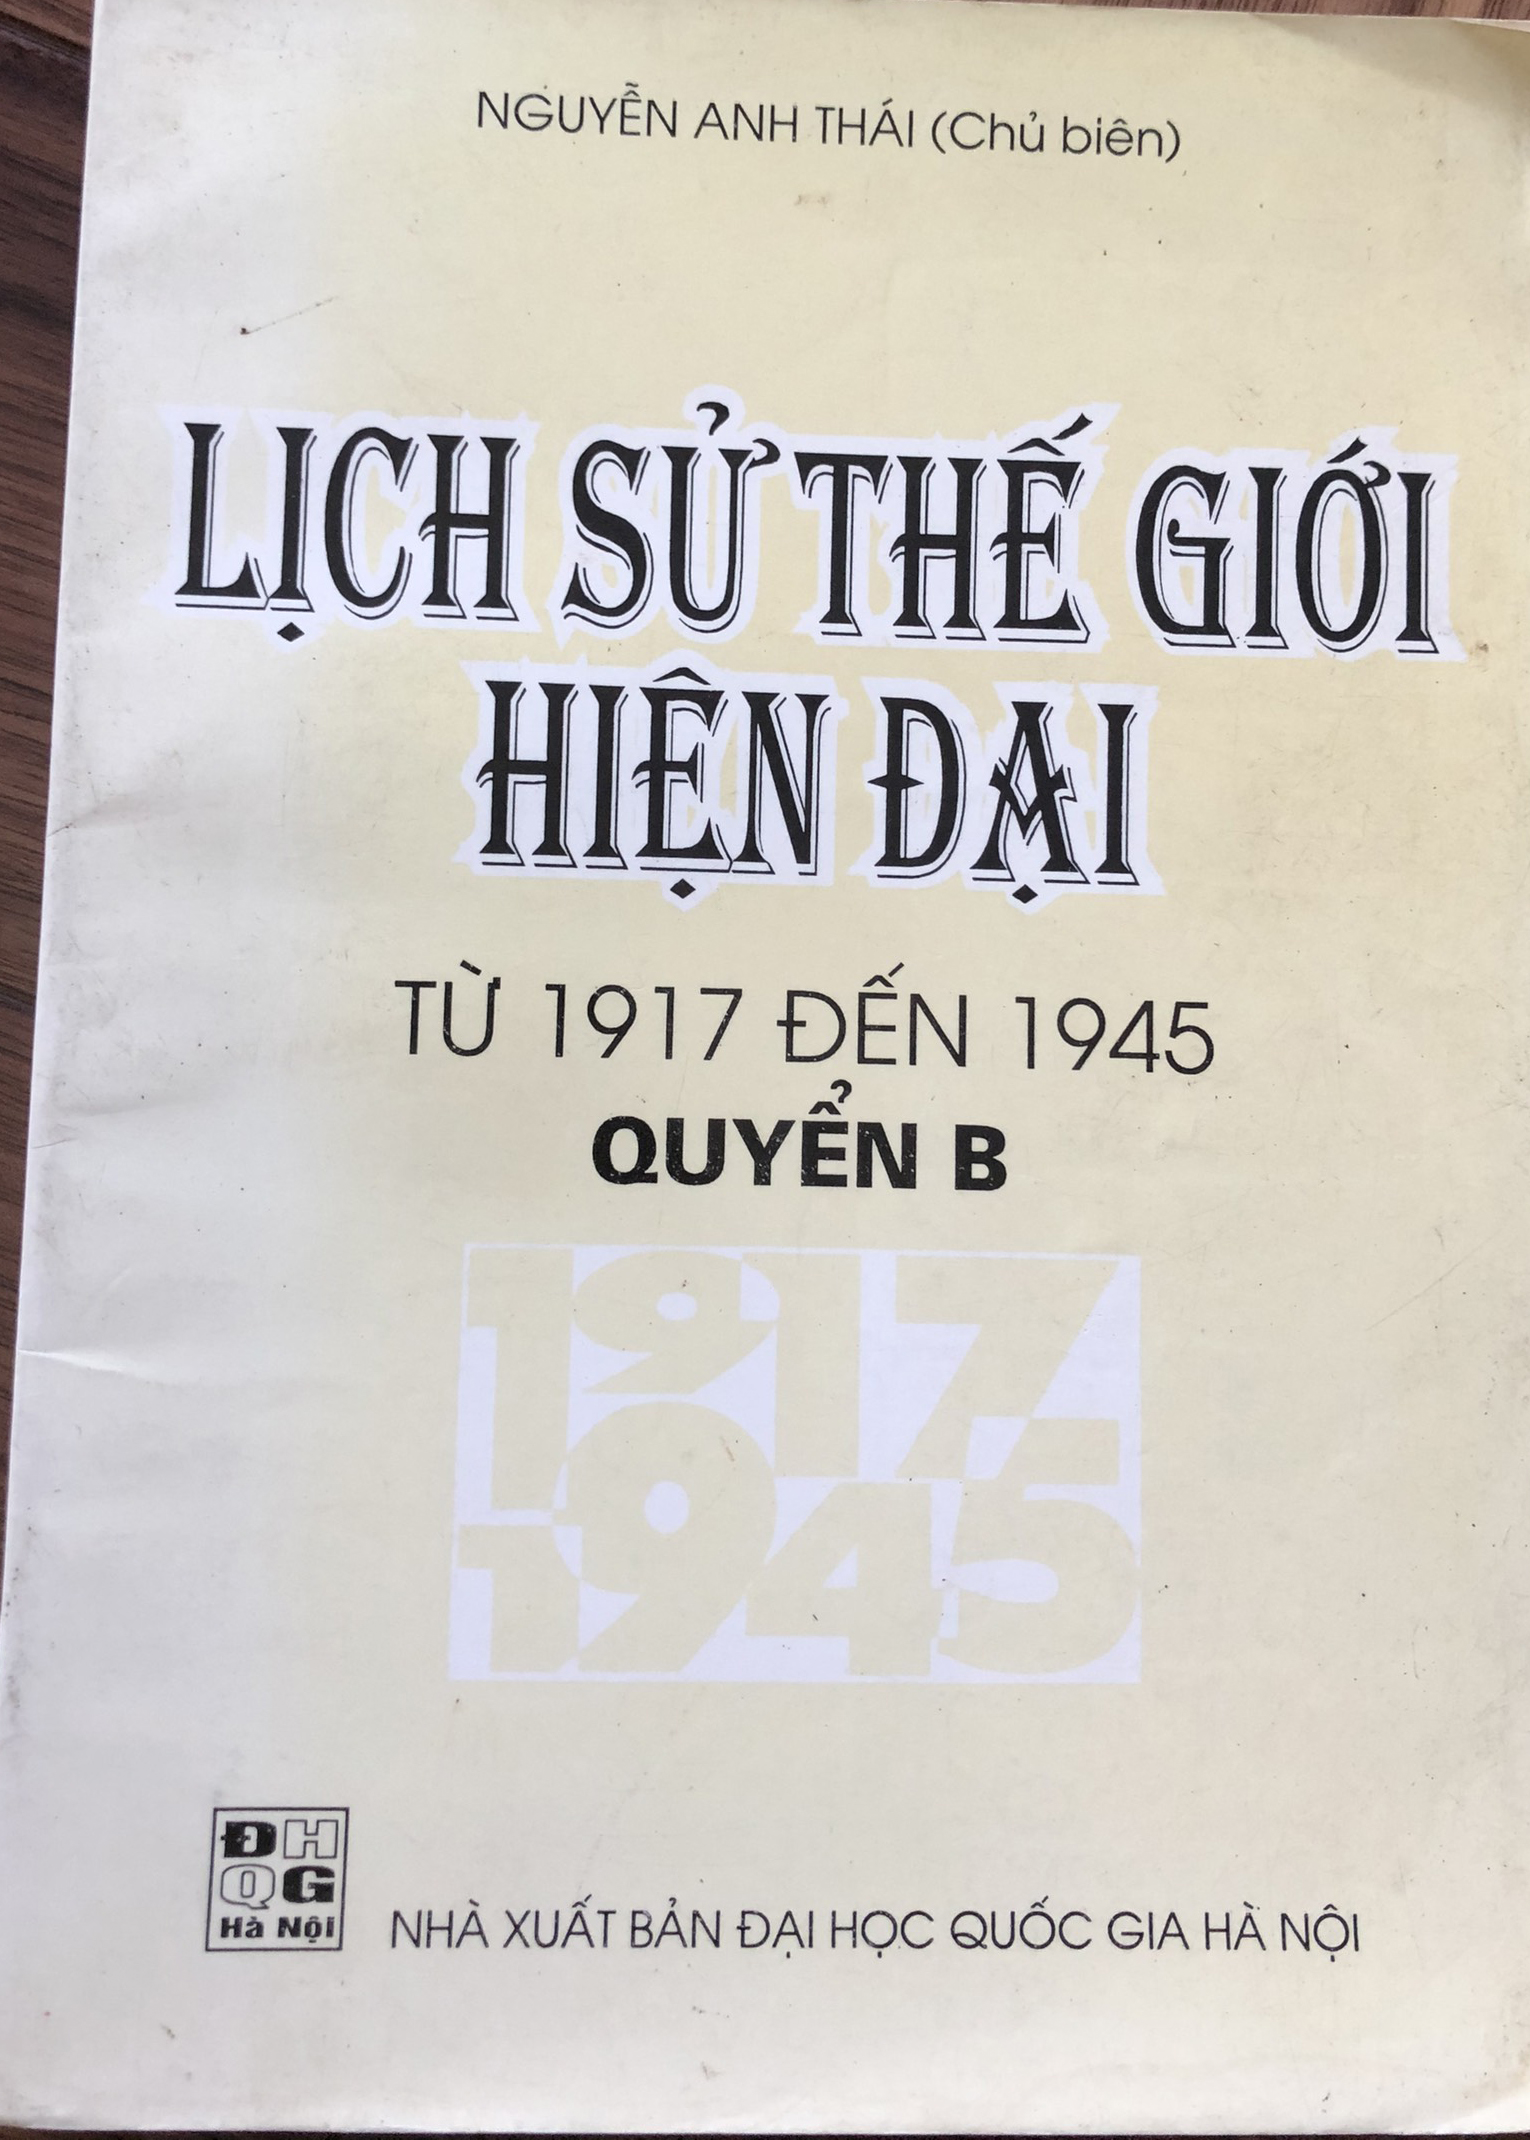 NGUYỄN ANH THÁI (Chủ biên)
LỊCH SỬ THẾ GIỚI
HIỆN ĐẠI
TỪ 1917 ĐẾN 1945
QUYỂN B
1917
1945
ĐH
QG
Hà Nội
NHÀ XUẤT BẢN ĐẠI HỌC QUỐC GIA HÀ NỘI